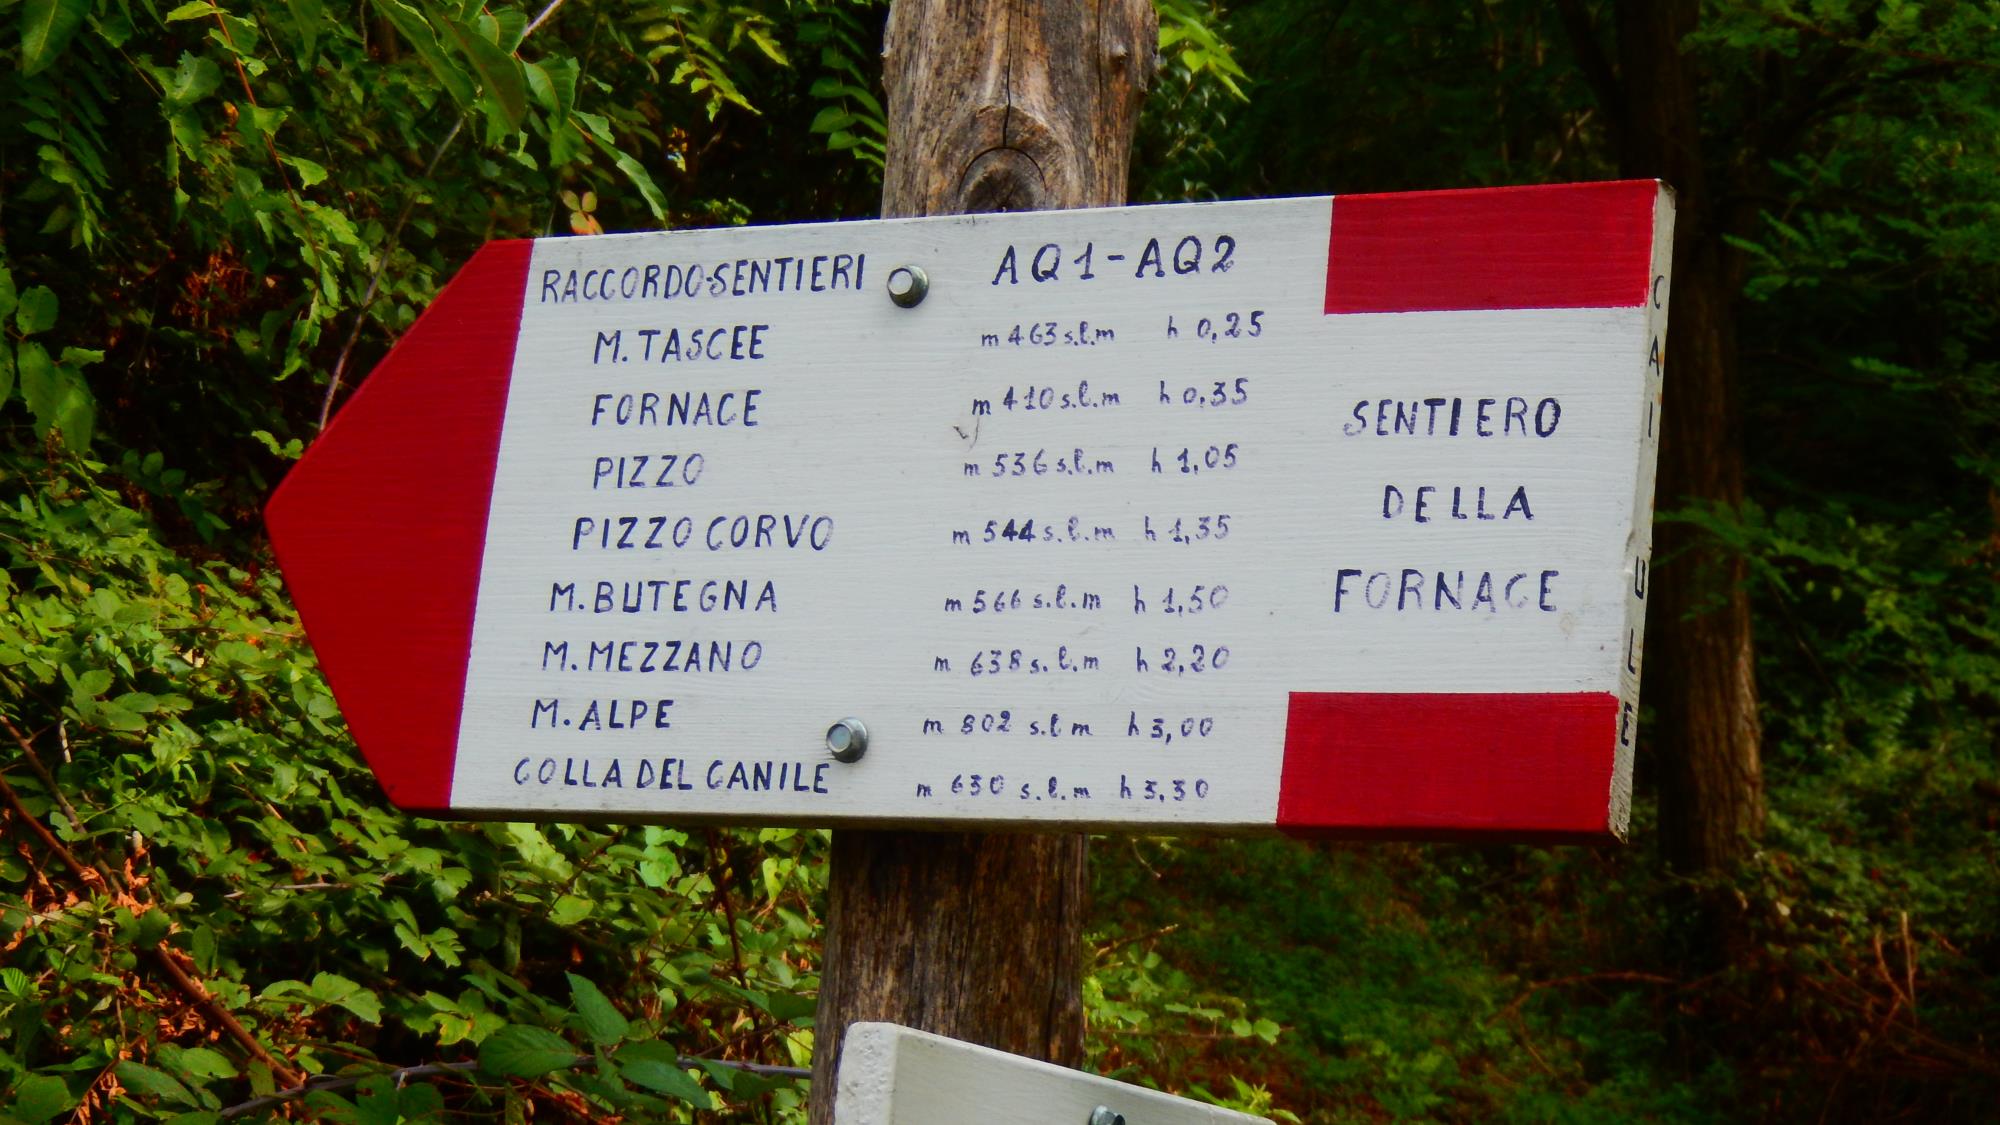 RACCORDO-SENTIERI AQ1-AQ2
M. TASCEE m 463 s.l.m h 0,25
FORNACE m 410 s.l.m h 0,35
PIZZO m 536 s.l.m h 1,05
PIZZO CORVO m 544 s.l.m h 1,35
M. BUTEGNA m 566 s.l.m h 1,50
M. MEZZANO m 638 s.l.m h 2,20
M. ALPE m 802 s.l m h 3,00
COLLA DEL CANILE m 630 s.l.m h 3,30
SENTIERO
DELLA
FORNACE
CAI ULE